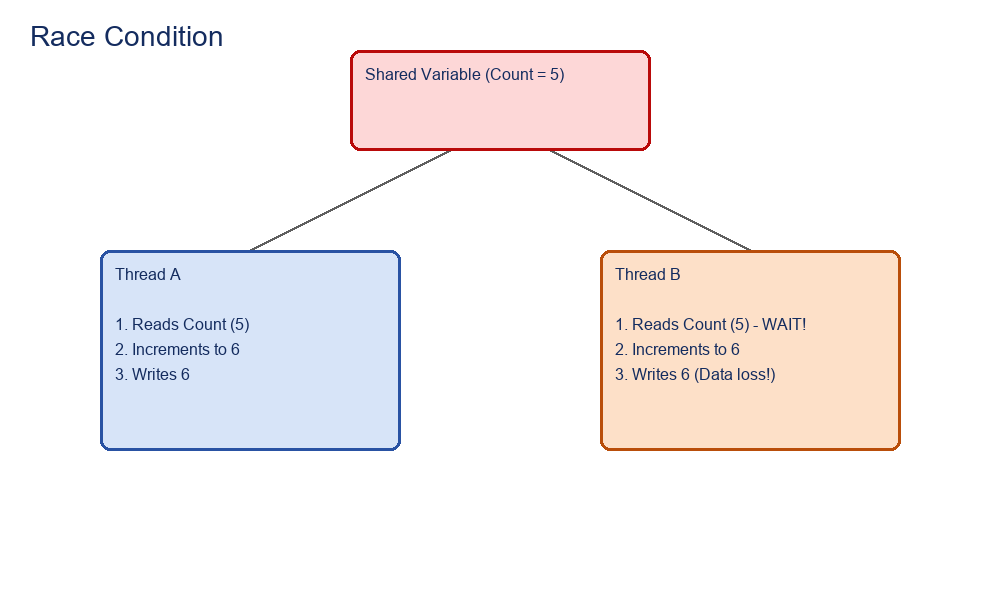 Race Condition
Shared Variable (Count = 5)
Thread A
1. Reads Count (5)
2. Increments to 6
3. Writes 6
Thread B
1. Reads Count (5) - WAIT!
2. Increments to 6
3. Writes 6 (Data loss!)